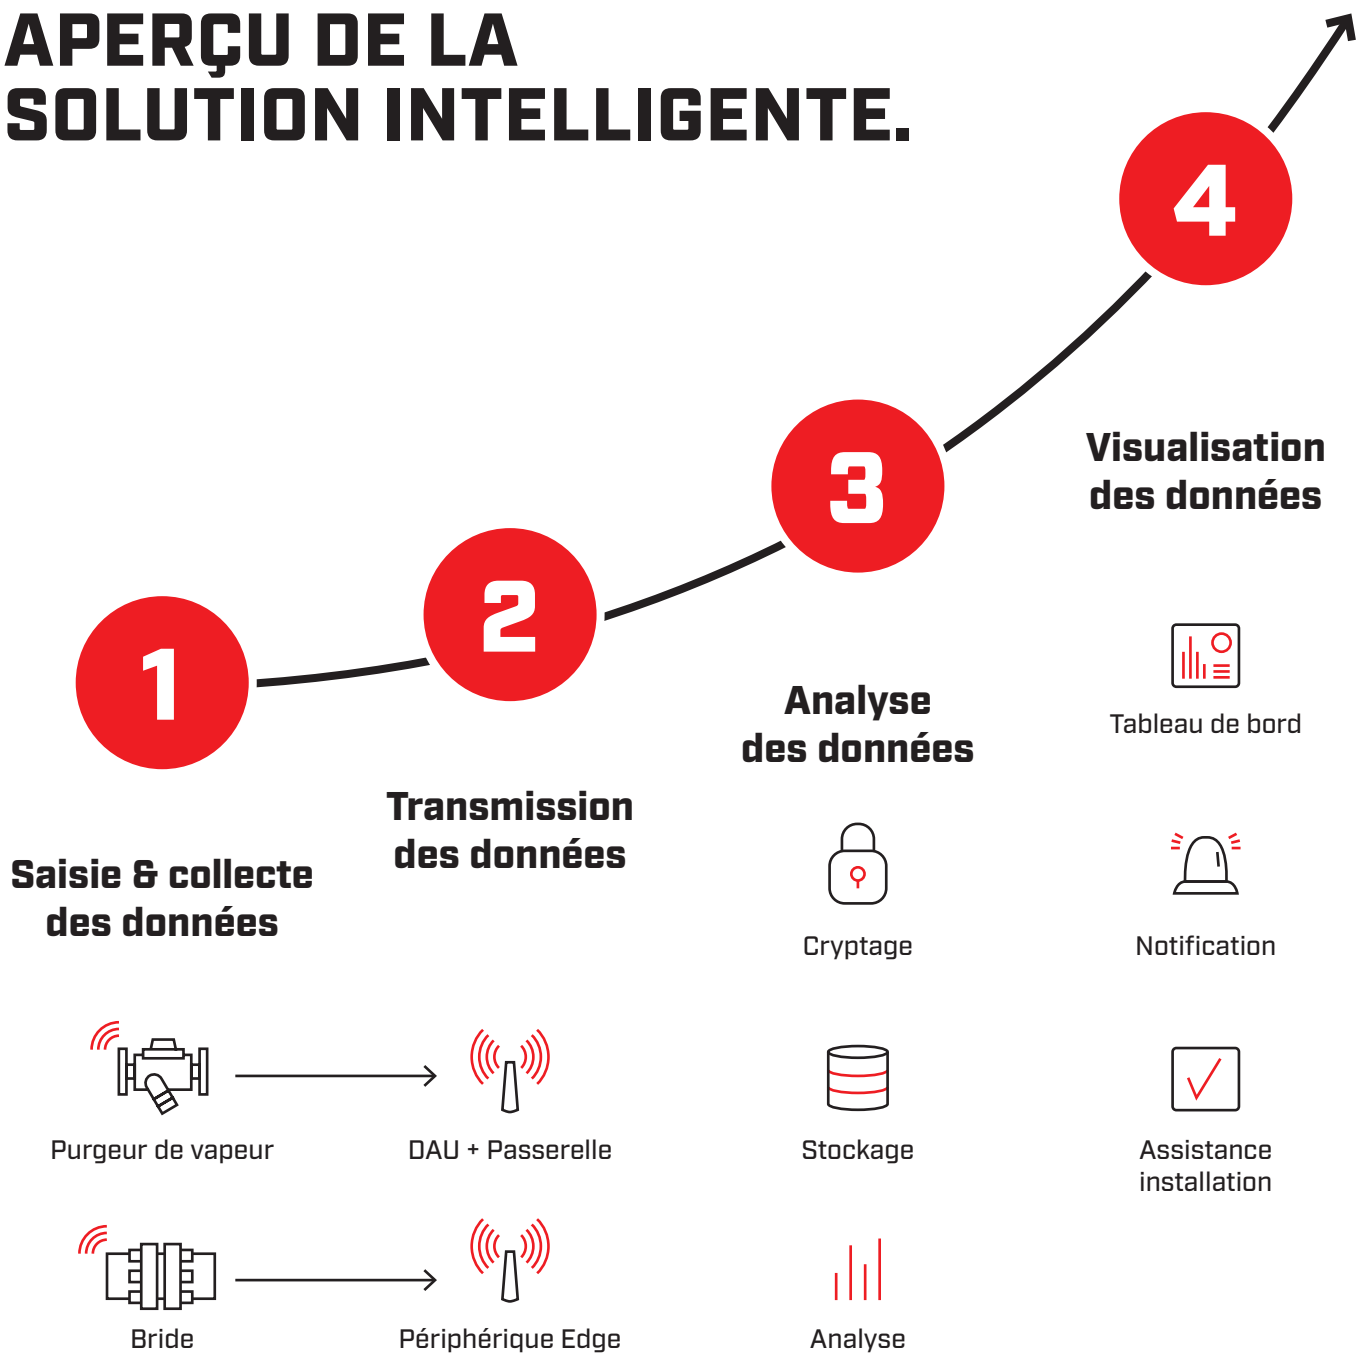 APERÇU DE LA
SOLUTION INTELLIGENTE.
1
Saisie & collecte
des données
Purgeur de vapeur
Bride
2
Transmission
des données
DAU + Passerelle
Périphérique Edge
3
Analyse
des données
Cryptage
Stockage
Analyse
4
Visualisation
des données
Tableau de bord
Notification
Assistance
installation